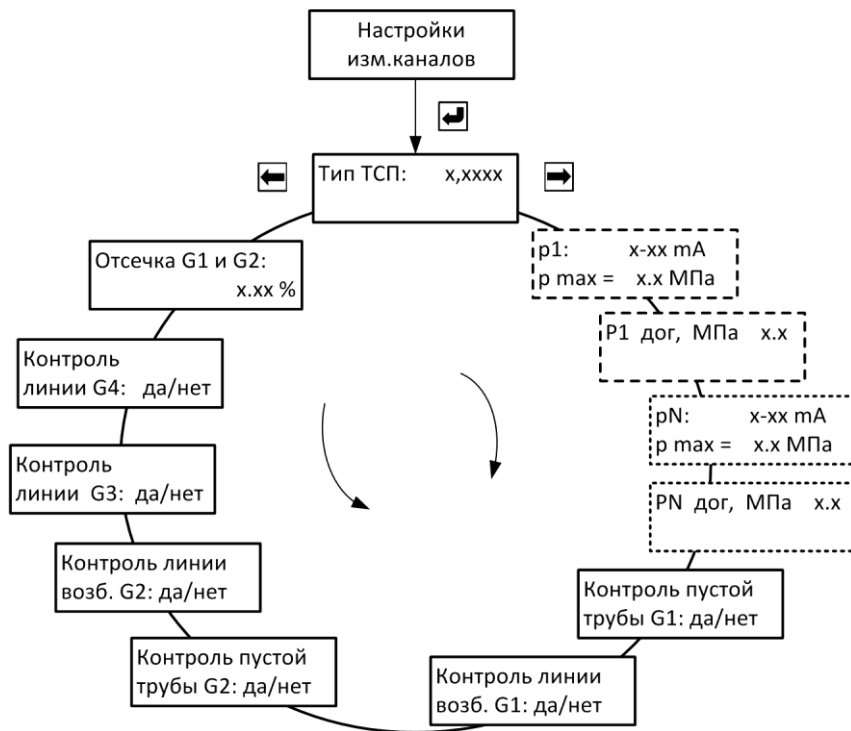 Настройки
изм.каналов
Тип ТСП: х,хххх
р1: х-хх mA
p max = х.х МПа
Р1 дог, МПа х.х
рN: х-хх mA
p max = х.х МПа
PN дог, МПа х.х
Контроль пустой
трубы G1: да/нет
Контроль линии
возб. G1: да/нет
Контроль пустой
трубы G2: да/нет
Контроль линии
возб. G2: да/нет
Контроль
линии G3: да/нет
Контроль
линии G4: да/нет
Отсечка G1 и G2:
х.хх %